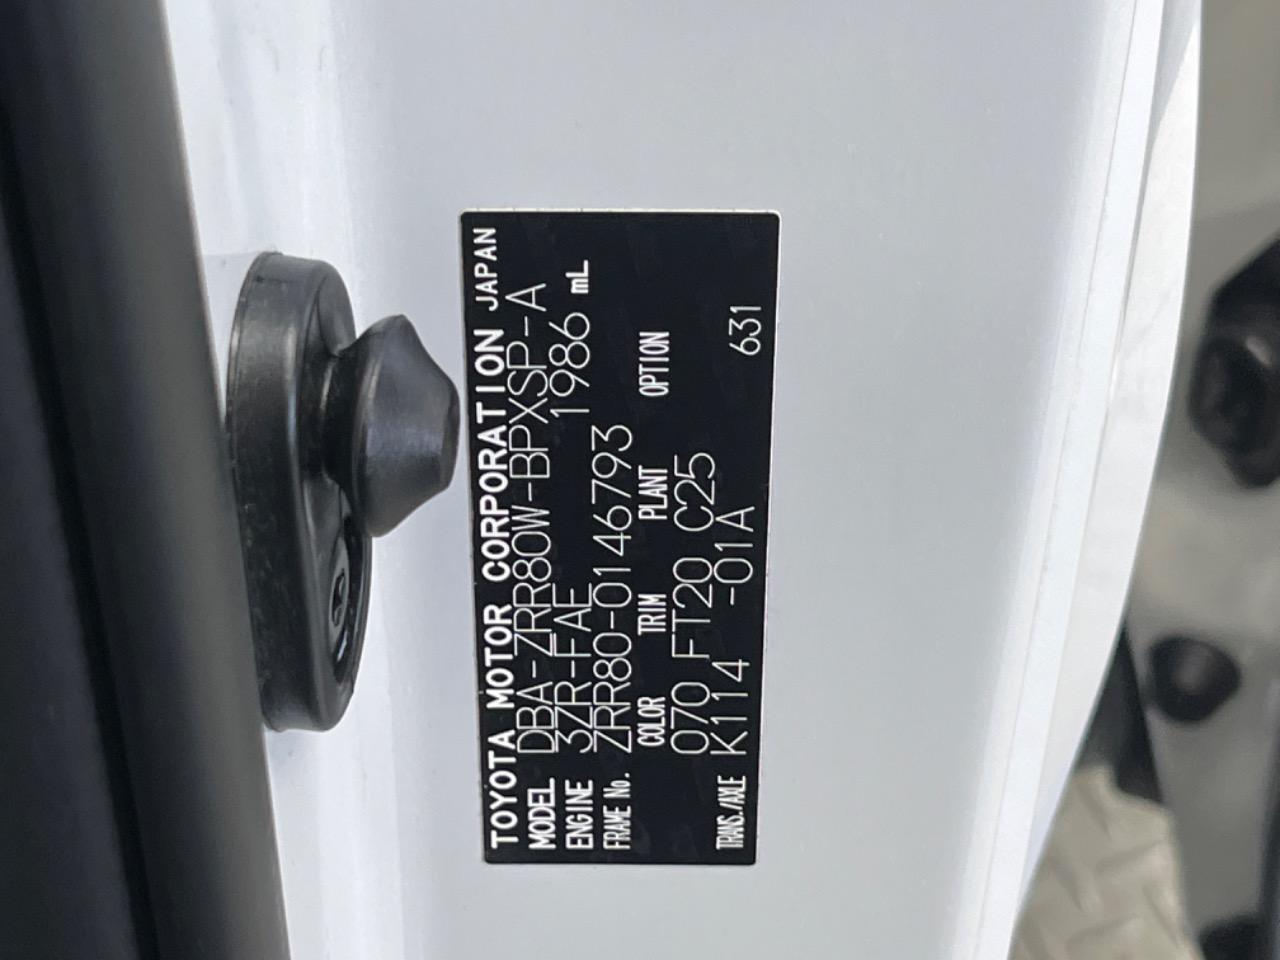 TOYOTA MOTOR CORPORATION JAPAN
MODEL DBA-ZRR80W-BPXSP-A
ENGINE 3ZR-FAE 1986 mL
FRAME No. ZRR80-0146793
COLOR TRIM PLANT OPTION
070 FT20 C25
TRANS./AXLE K114 -01A 631